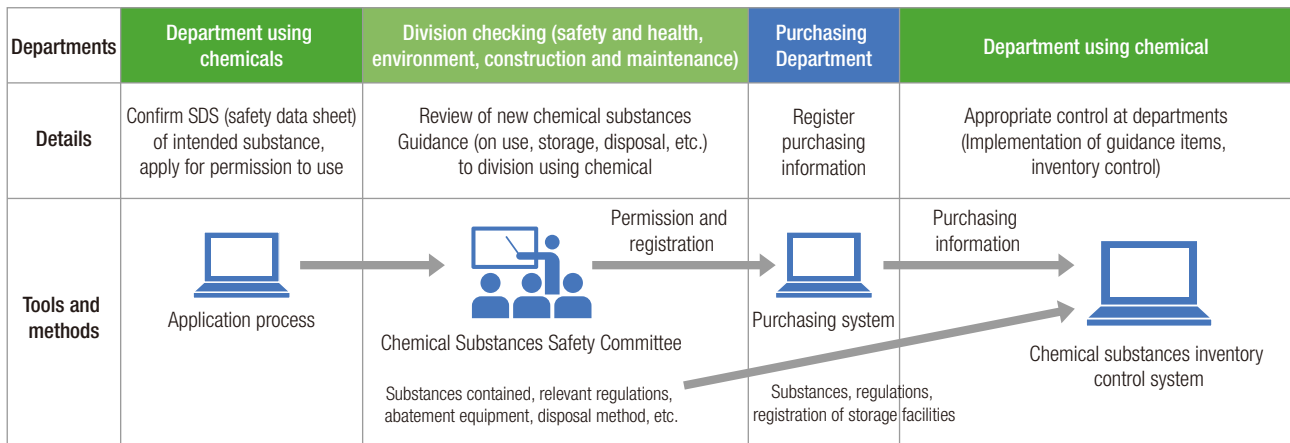 Departments
Department using
chemicals
Division checking (safety and health,
environment, construction and maintenance)
Purchasing
Department
Department using chemical
Details
Confirm SDS (safety data sheet)
of intended substance,
apply for permission to use
Review of new chemical substances
Guidance (on use, storage, disposal, etc.)
to division using chemical
Register
purchasing
information
Appropriate control at departments
(Implementation of guidance items,
inventory control)
Tools and
methods
Application process
Chemical Substances Safety Committee
Permission and
registration
Purchasing system
Purchasing
information
Chemical substances inventory
control system
Substances contained, relevant regulations,
abatement equipment, disposal method, etc.
Substances, regulations,
registration of storage facilities